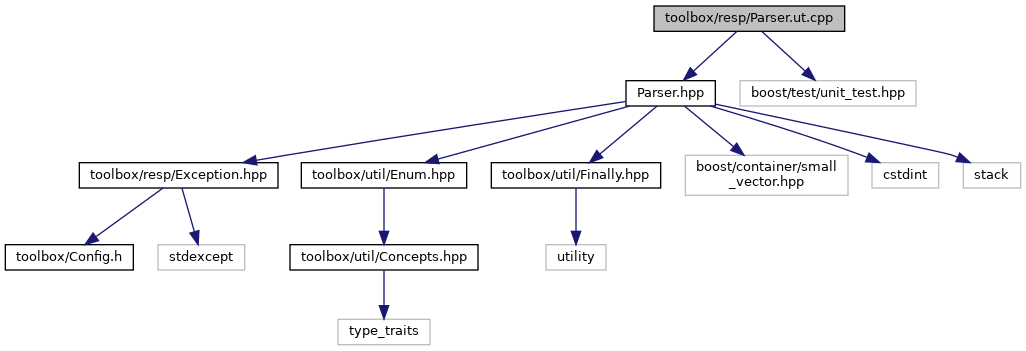 toolbox/resp/Parser.ut.cpp
Parser.hpp
boost/test/unit_test.hpp
toolbox/resp/Exception.hpp
toolbox/util/Enum.hpp
toolbox/util/Finally.hpp
boost/container/small
_vector.hpp
cstdint
stack
toolbox/Config.h
stdexcept
toolbox/util/Concepts.hpp
utility
type_traits